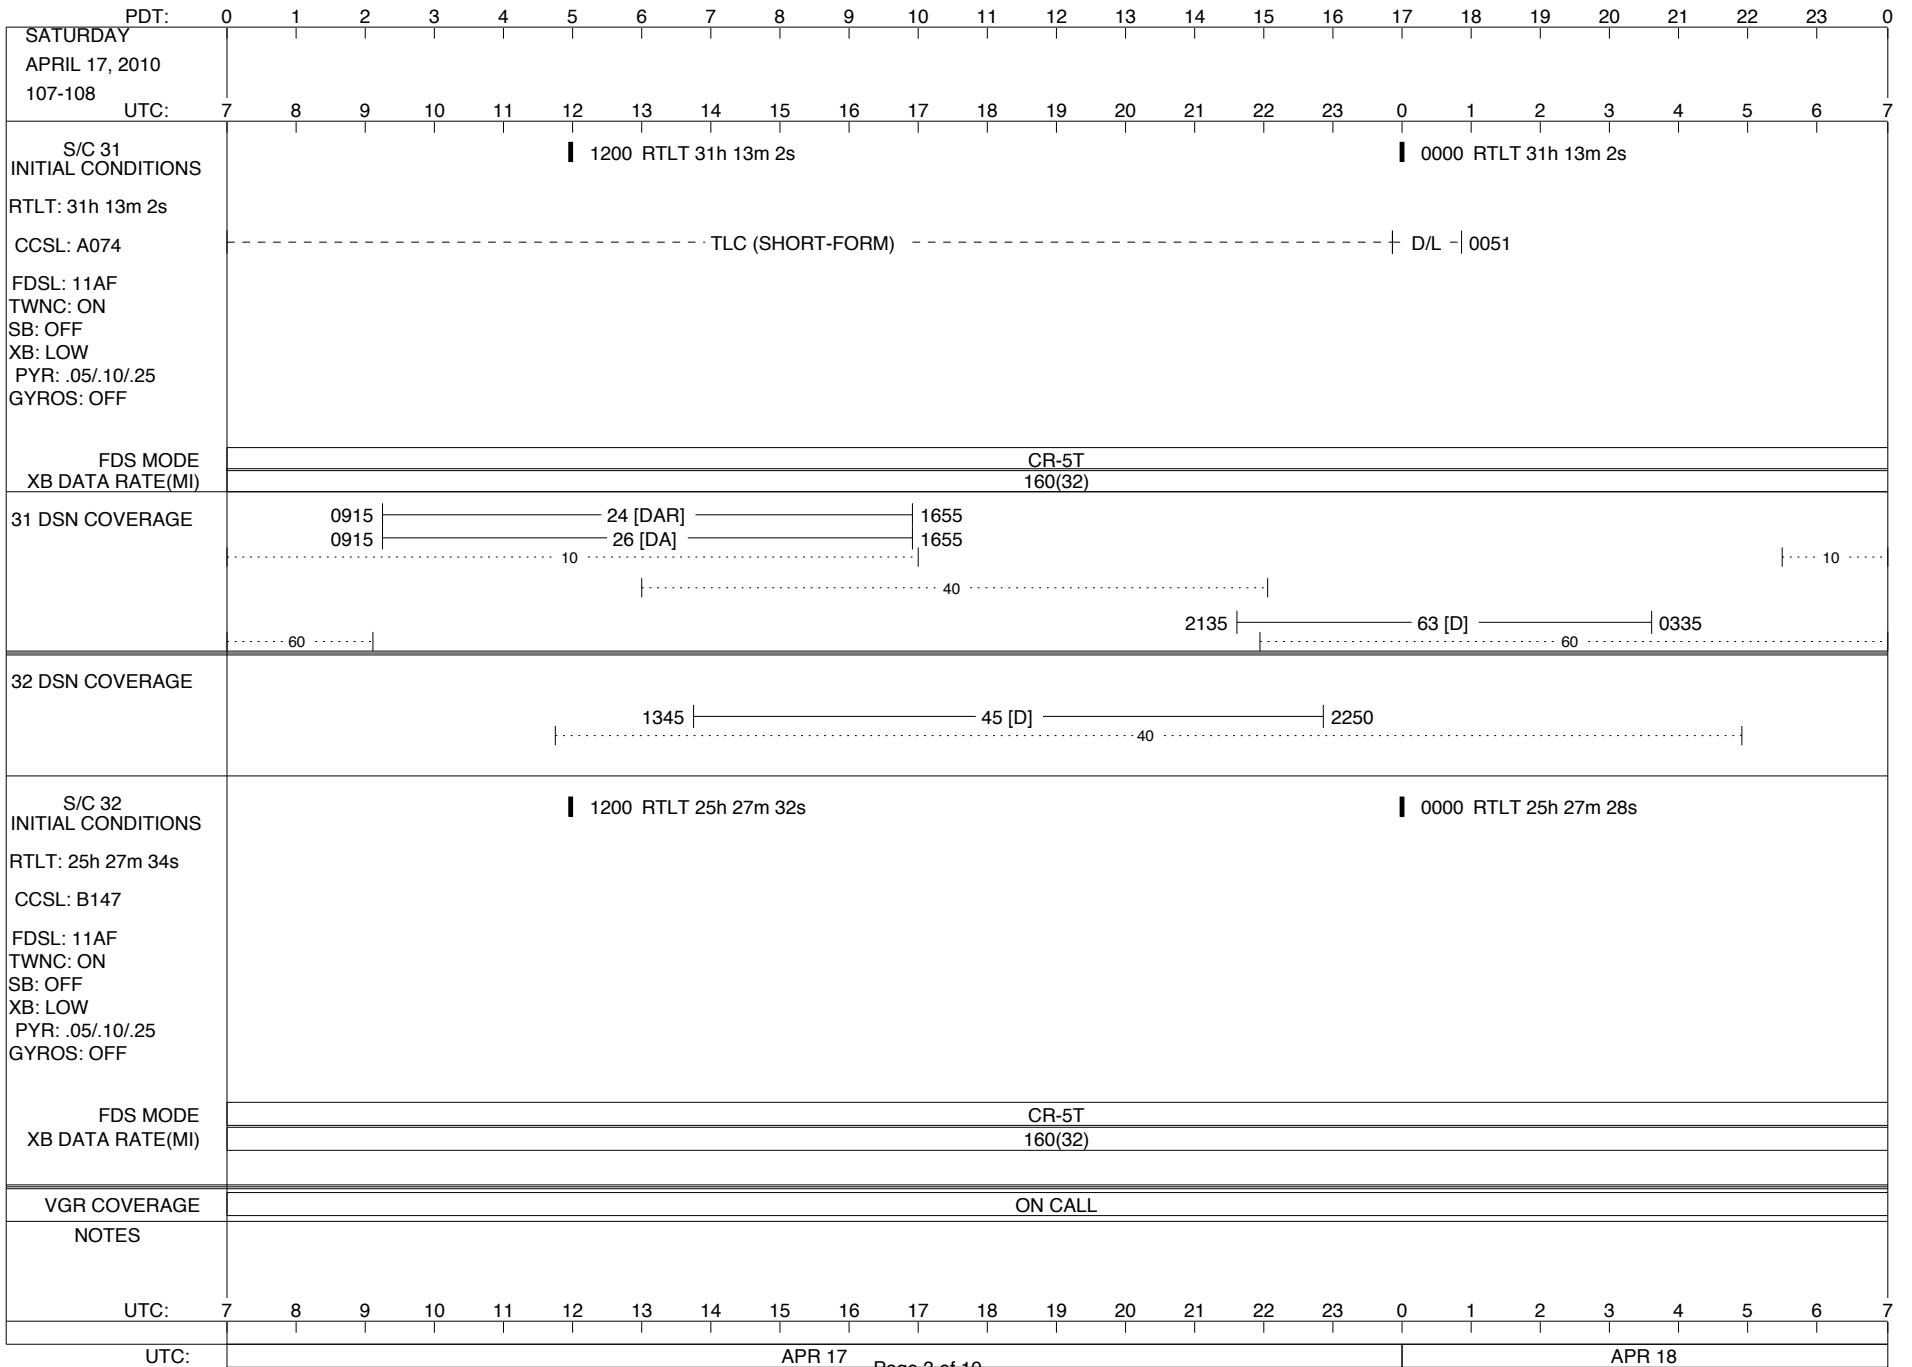 PDT: 0 1 2 3 4 5 6 7 8 9 10 11 12 13 14 15 16 17 18 19 20 21 22 23 0
SATURDAY
APRIL 17, 2010
107-108
UTC: 7 8 9 10 11 12 13 14 15 16 17 18 19 20 21 22 23 0 1 2 3 4 5 6 7
S/C 31
INITIAL CONDITIONS
1200 RTLT 31h 13m 2s
0000 RTLT 31h 13m 2s
RTLT: 31h 13m 2s
CCSL: A074
TLC (SHORT-FORM) D/L 0051
FDSL: 11AF
TWNC: ON
SB: OFF
XB: LOW
PYR: .05/.10/.25
GYROS: OFF
FDS MODE CR-5T
XB DATA RATE(MI) 160(32)
31 DSN COVERAGE
0915 24 [DAR] 1655
0915 26 [DA] 1655
10 10
40
2135 63 [D] 0335
60 60
32 DSN COVERAGE
1345 45 [D] 2250
40
S/C 32
INITIAL CONDITIONS
1200 RTLT 25h 27m 32s
0000 RTLT 25h 27m 28s
RTLT: 25h 27m 34s
CCSL: B147
FDSL: 11AF
TWNC: ON
SB: OFF
XB: LOW
PYR: .05/.10/.25
GYROS: OFF
FDS MODE CR-5T
XB DATA RATE(MI) 160(32)
VGR COVERAGE ON CALL
NOTES
UTC: 7 8 9 10 11 12 13 14 15 16 17 18 19 20 21 22 23 0 1 2 3 4 5 6 7
UTC: APR 17 APR 18